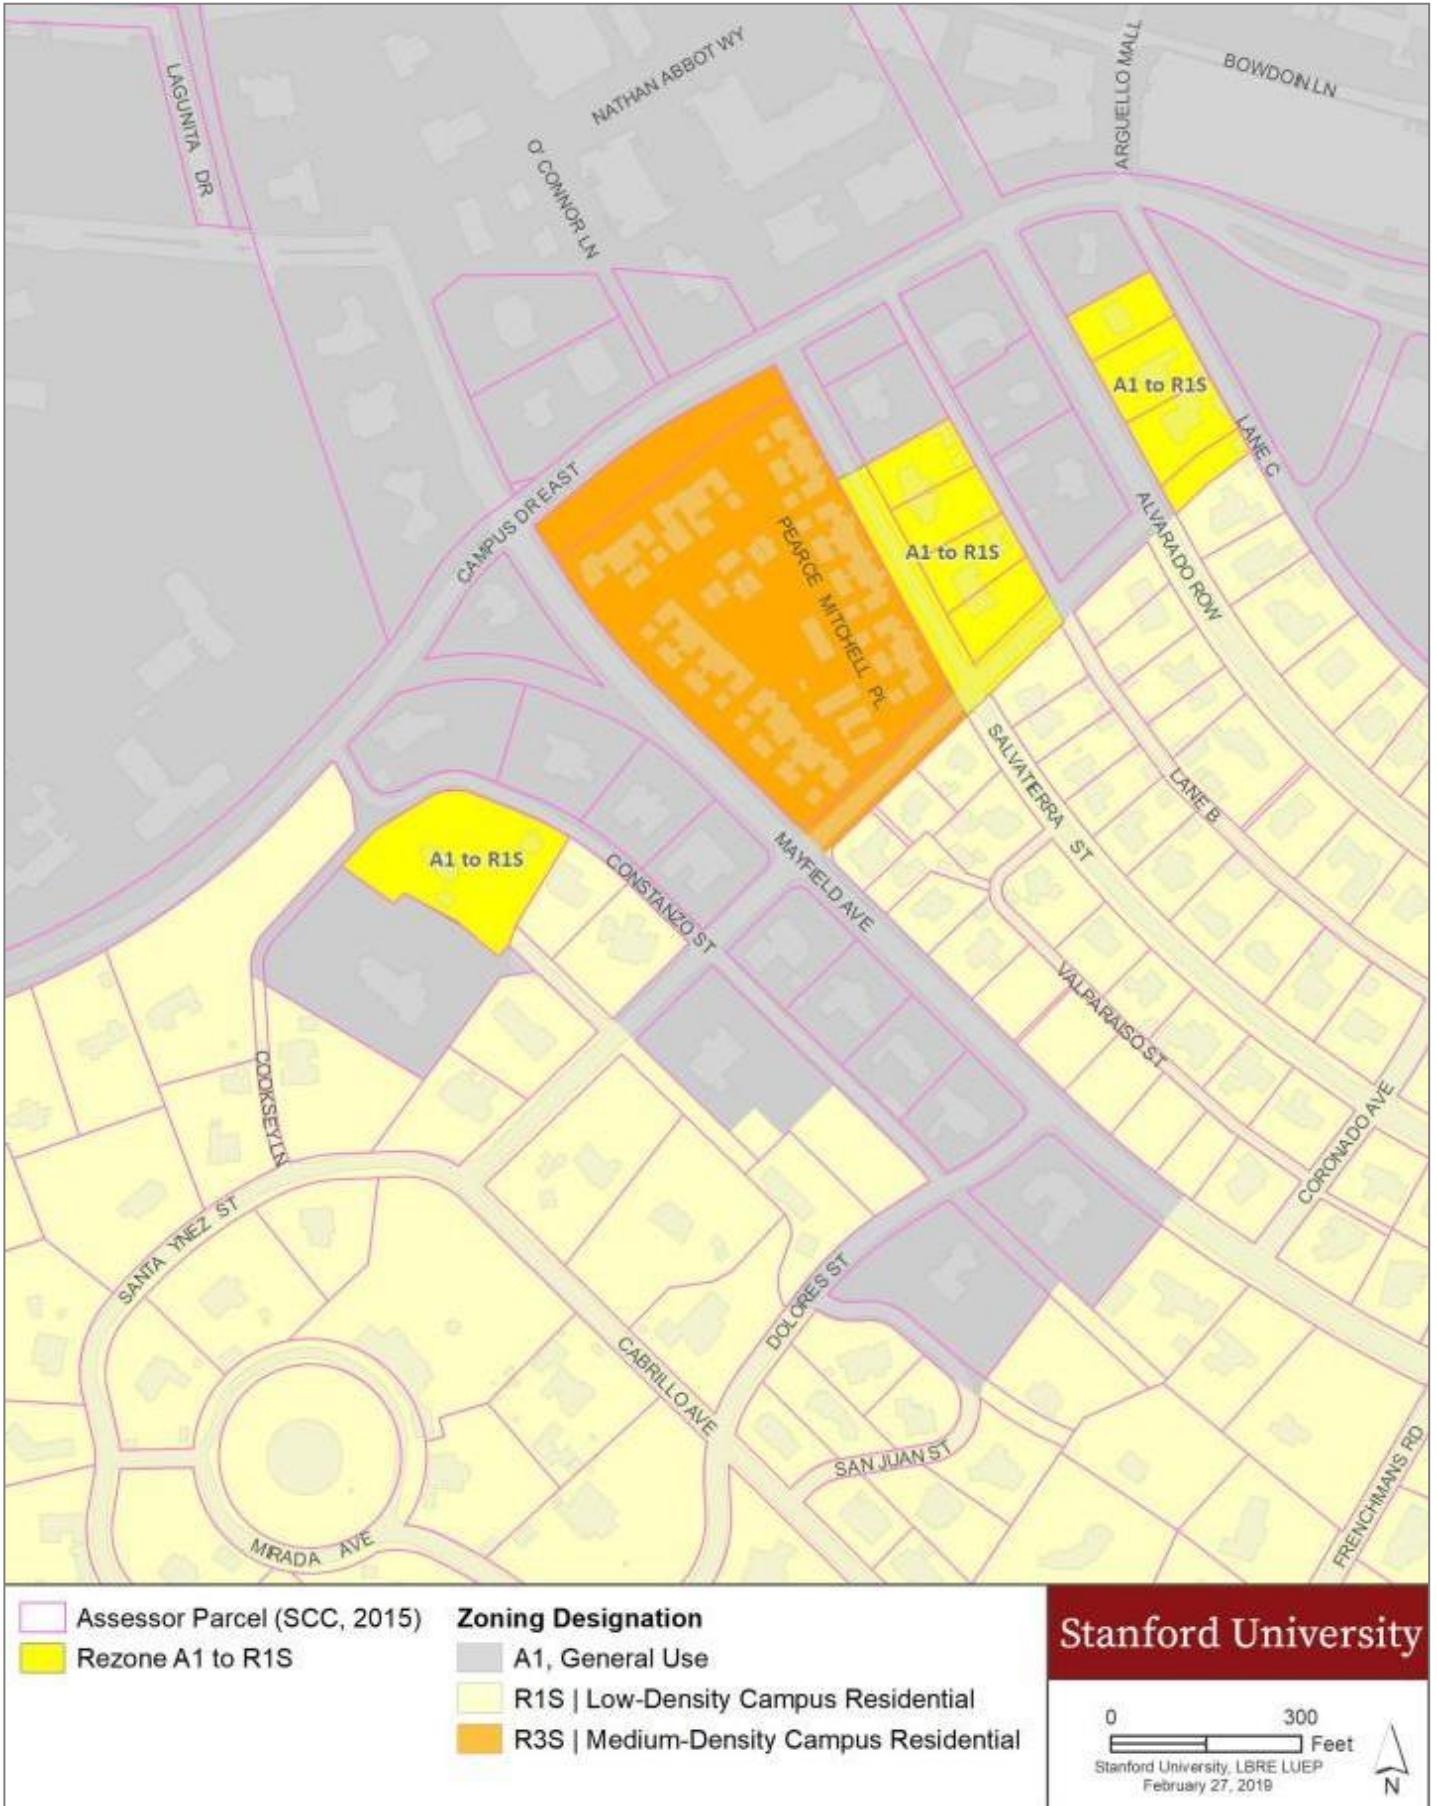 NATHAN ABBOT WY
ARGUELLO MALL
BOWDOIN LN
LAGUNITA DR
O' CONNOR LN
A1 to R1S
LANE C
CAMPUS DR EAST
PEARCE MITCHELL PL
A1 to R1S
ALVARADO ROW
SALVATIERRA ST
LANE B
A1 to R1S
CONSTANZO ST
MAYFIELD AVE
VALPARAISO ST
COOKSEY LN
CORONADO AVE
SANTA YNEZ ST
DOLORES ST
CABRILLO AVE
SAN JUAN ST
FRENCHMANS RD
MIRADA AVE
Assessor Parcel (SCC, 2015)
Rezone A1 to R1S
Zoning Designation
A1, General Use
R1S | Low-Density Campus Residential
R3S | Medium-Density Campus Residential
Stanford University
0 300
Feet
Stanford University, LBRE LUEP
February 27, 2019
N